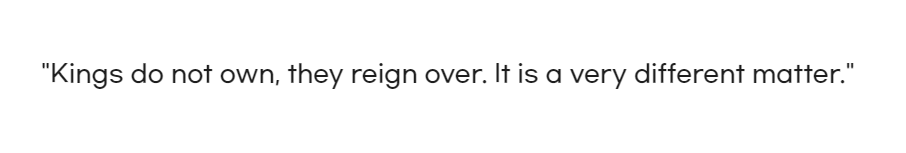 "Kings do not own, they reign over. It is a very different matter."